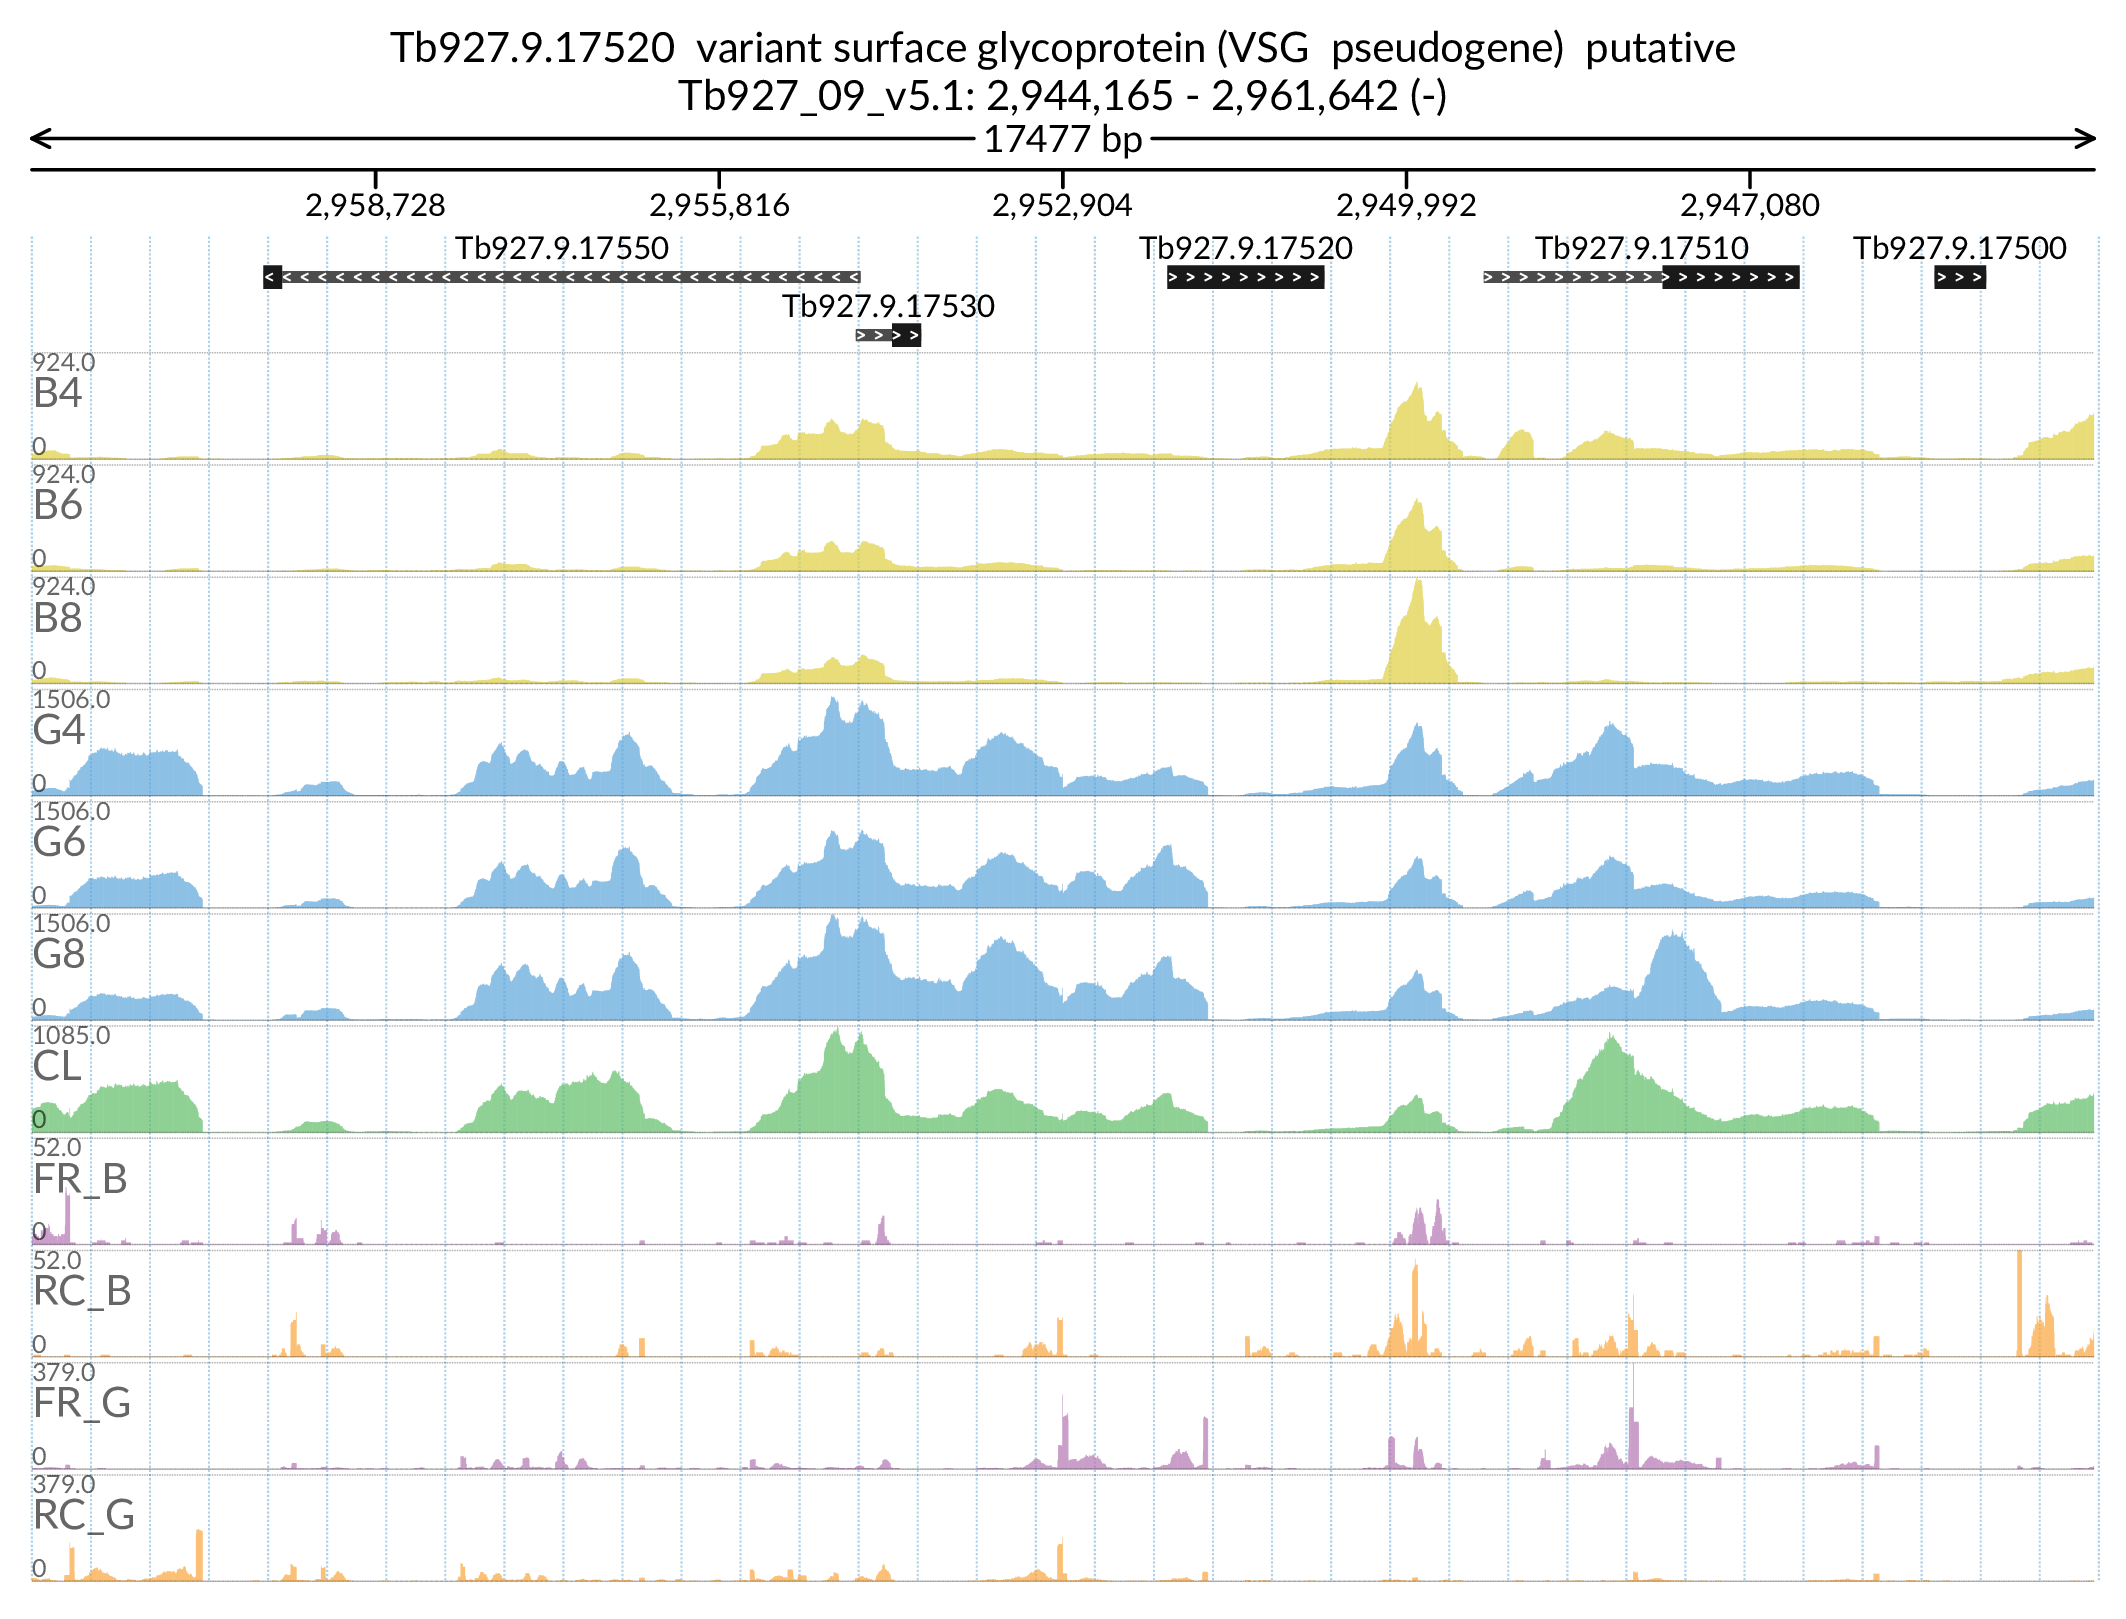 Tb927.9.17520  variant surface glycoprotein (VSG  pseudogene)  putative
Tb927_09_v5.1: 2,944,165 - 2,961,642 (-)
17477 bp
2,958,728 2,955,816 2,952,904 2,949,992 2,947,080
Tb927.9.17550 Tb927.9.17520 Tb927.9.17510 Tb927.9.17500
Tb927.9.17530
924.0
B4
0
924.0
B6
0
924.0
B8
0
1506.0
G4
0
1506.0
G6
0
1506.0
G8
0
1085.0
CL
0
52.0
FR_B
0
52.0
RC_B
0
379.0
FR_G
0
379.0
RC_G
0